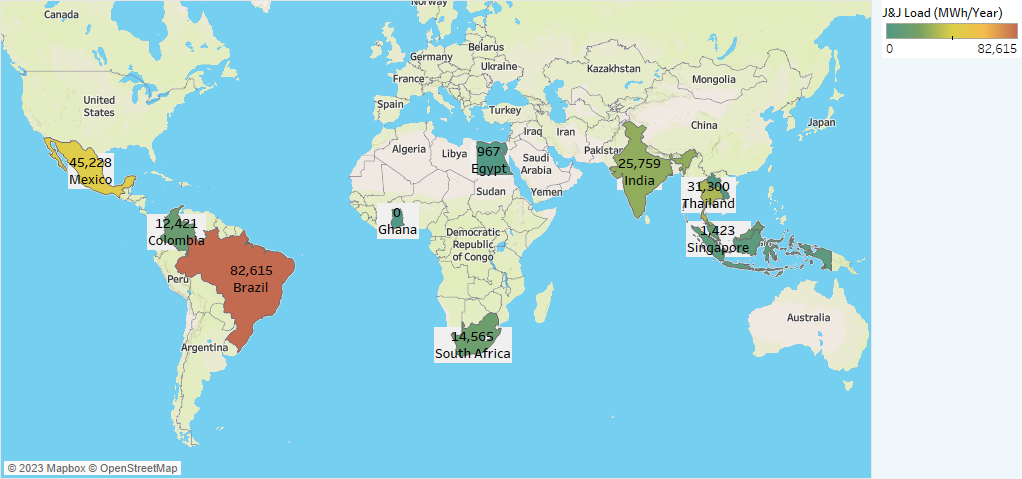 J&J Load (MWh/Year)
0 82,615
Norway
Canada
Belarus
Germany
Ukraine
Kazakhstan
France
Mongolia
United
States
Spain
Turkey
China
Japan
Iraq
Iran
45,228
Mexico
Algeria
Libya
967
Egypt
Saudi
Arabia
Pakistan
25,759
India
31,300
Thailand
Sudan
Yemen
0
Ghana
12,421
Colombia
1,423
Singapore
Democratic
Republic
of Congo
82,615
Brazil
Peru
Australia
14,565
South Africa
Argentina
© 2023 Mapbox © OpenStreetMap